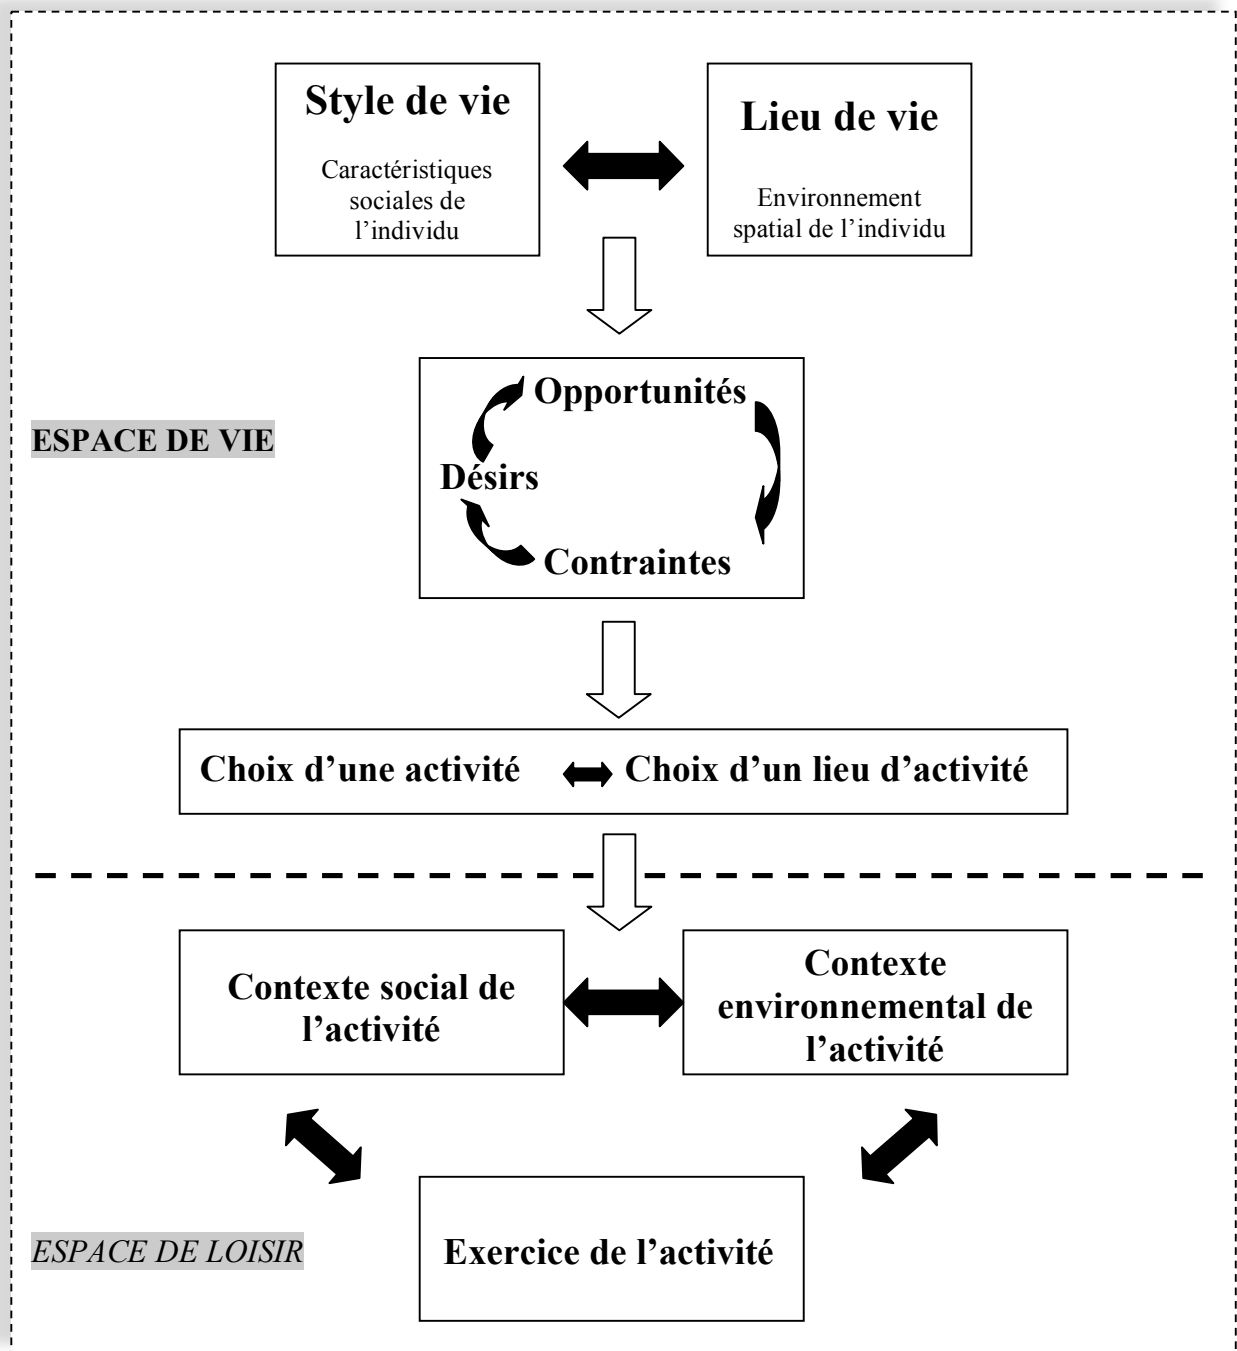 Style de vie
Caractéristiques
sociales de
l’individu
Lieu de vie
Environnement
spatial de l’individu
Opportunités
ESPACE DE VIE
Désirs
Contraintes
Choix d’une activité
Choix d’un lieu d’activité
Contexte social de
l’activité
Contexte
environnemental de
l’activité
ESPACE DE LOISIR
Exercice de l’activité